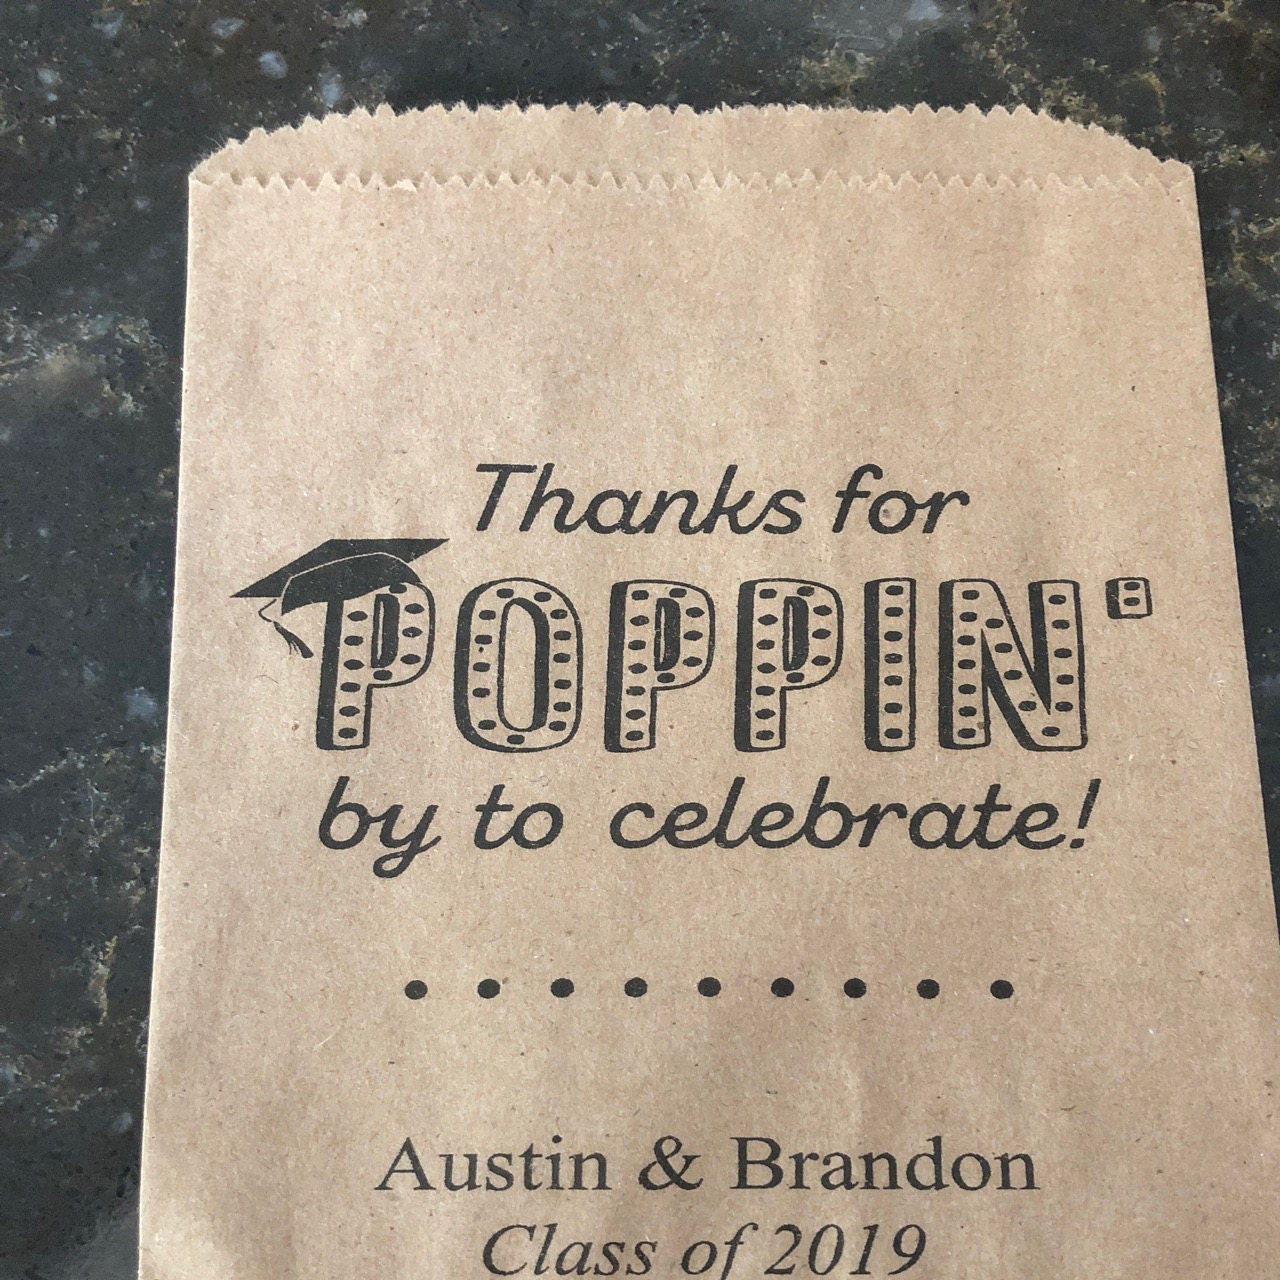 Thanks for
POPPIN'
by to celebrate!
Austin & Brandon
Class of 2019